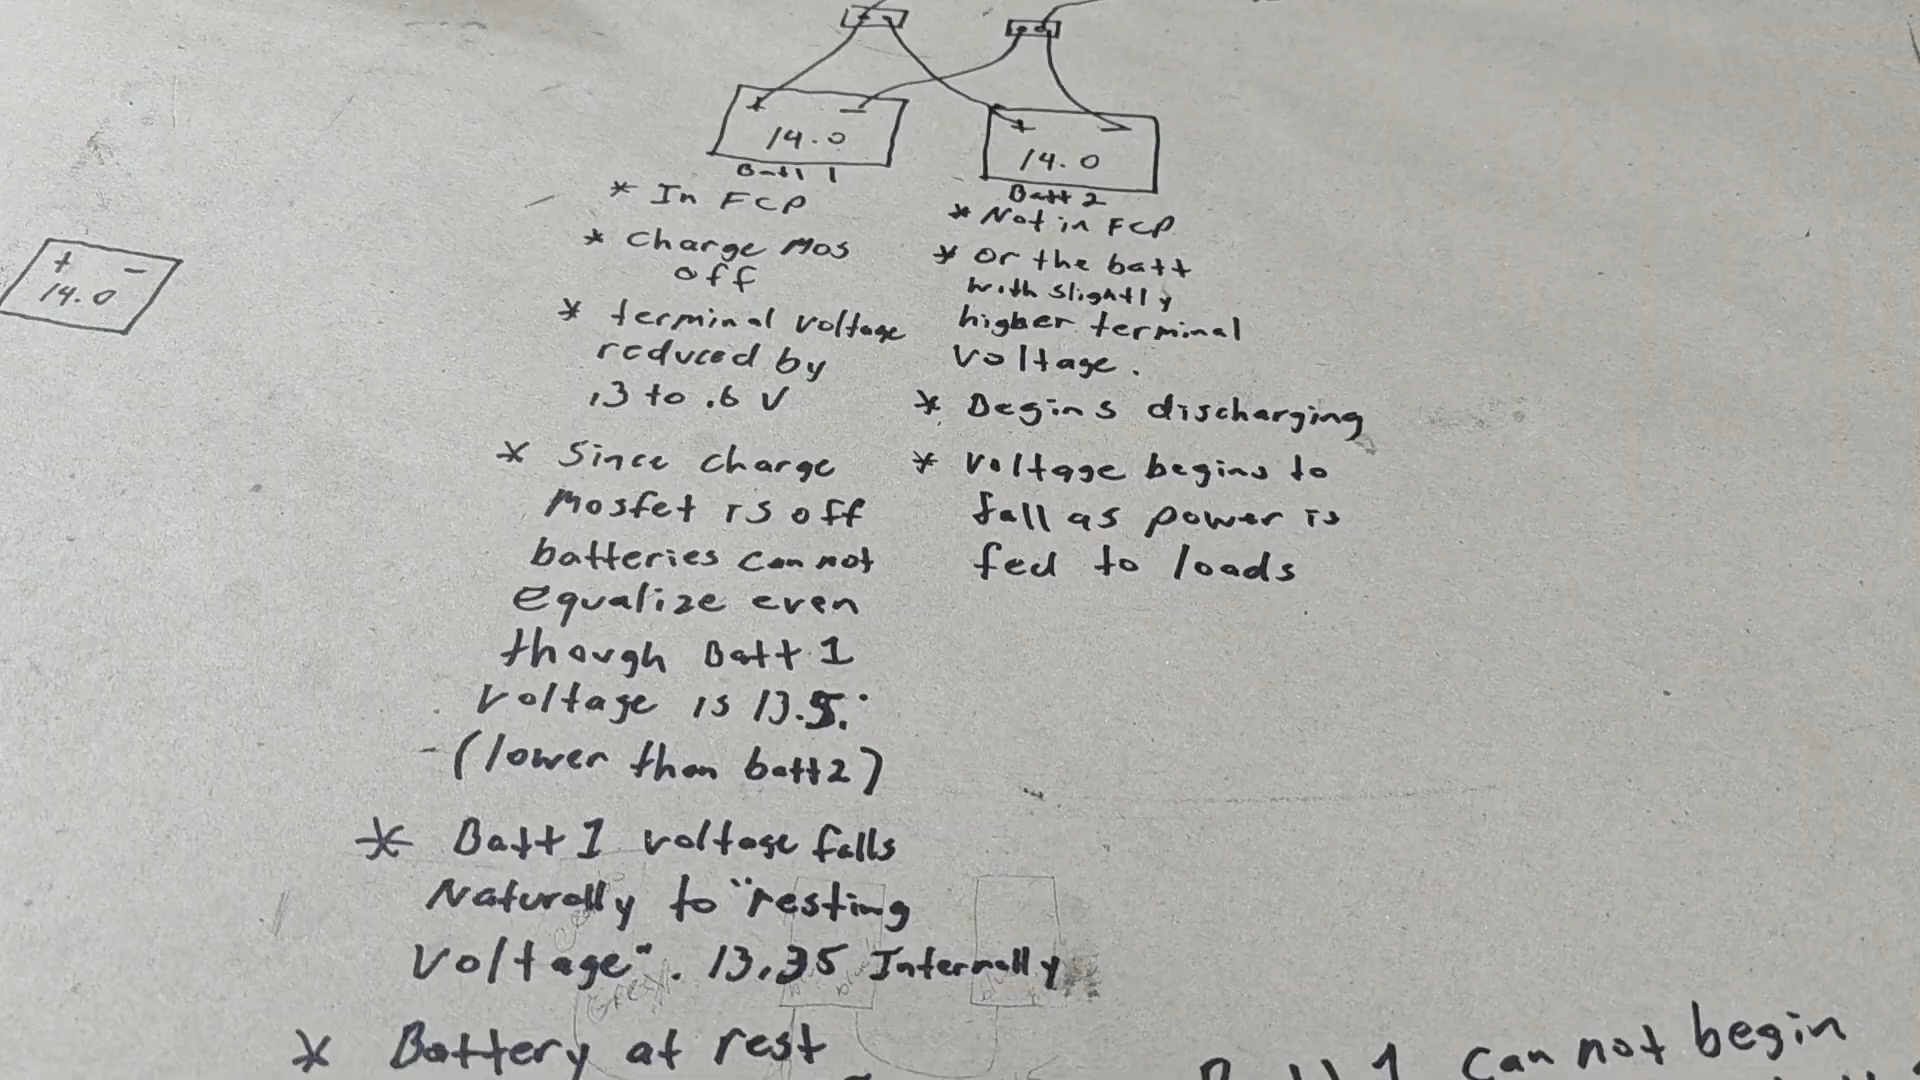 + -
14.0
+ -
14.0
Batt 1
* In FCP
* Charge Mos
off
* terminal voltage
reduced by
.3 to .6 V
* Since charge
Mosfet is off
batteries can not
equalize even
though Batt 1
Voltage is 13.5.
(lower than batt 2)
* Batt 1 voltage falls
Naturally to "resting
Voltage". 13.35 Internally
* Battery at rest
+ -
14.0
Batt 2
* Not in FCP
* or the batt
with slightly
higher terminal
Voltage.
* Begins discharging
* Voltage begins to
fall as power is
fed to loads
1 can not begin